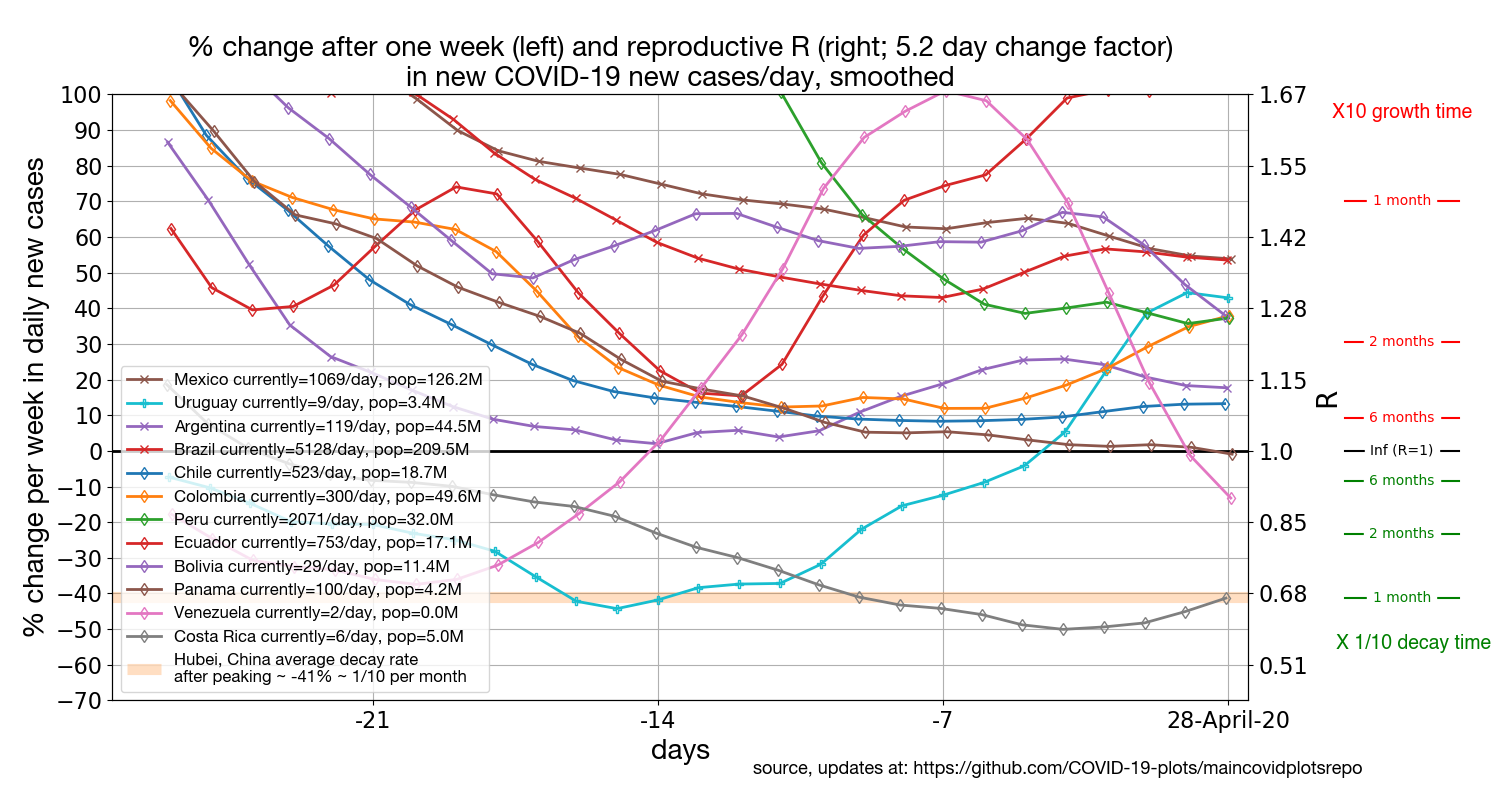 % change after one week (left) and reproductive R (right; 5.2 day change factor)
in new COVID-19 new cases/day, smoothed
% change per week in daily new cases
100
90
80
70
60
50
40
30
20
10
0
−10
−20
−30
−40
−50
−60
−70
Mexico currently=1069/day, pop=126.2M
Uruguay currently=9/day, pop=3.4M
Argentina currently=119/day, pop=44.5M
Brazil currently=5128/day, pop=209.5M
Chile currently=523/day, pop=18.7M
Colombia currently=300/day, pop=49.6M
Peru currently=2071/day, pop=32.0M
Ecuador currently=753/day, pop=17.1M
Bolivia currently=29/day, pop=11.4M
Panama currently=100/day, pop=4.2M
Venezuela currently=2/day, pop=0.0M
Costa Rica currently=6/day, pop=5.0M
Hubei, China average decay rate
after peaking ~ -41% ~ 1/10 per month
-21
-14
-7
28-April-20
days
1.67
1.55
1.42
1.28
1.15
1.0
0.85
0.68
0.51
R
X10 growth time
1 month
2 months
6 months
Inf (R=1)
6 months
2 months
1 month
X 1/10 decay time
source, updates at: https://github.com/COVID-19-plots/maincovidplotsrepo